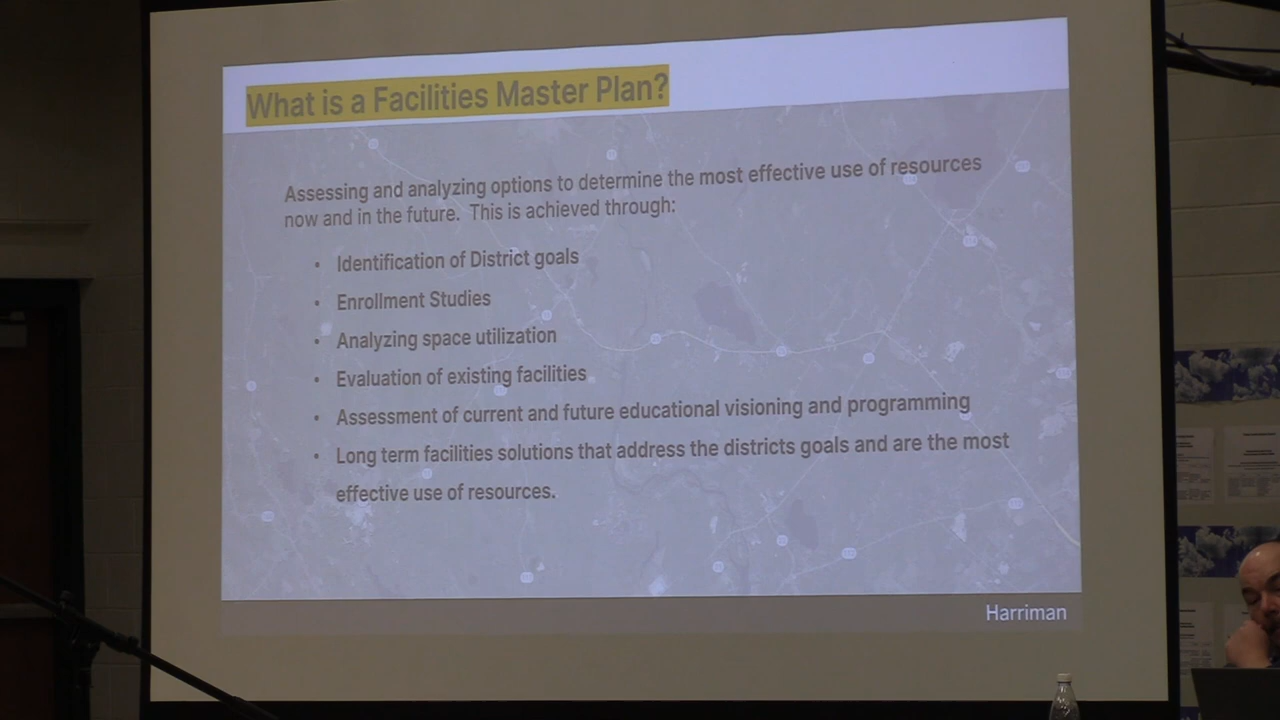 What is a Facilities Master Plan?
Assessing and analyzing options to determine the most effective use of resources
now and in the future. This is achieved through:
• Identification of District goals
• Enrollment Studies
• Analyzing space utilization
• Evaluation of existing facilities
• Assessment of current and future educational visioning and programming
• Long term facilities solutions that address the districts goals and are the most
effective use of resources.
Harriman